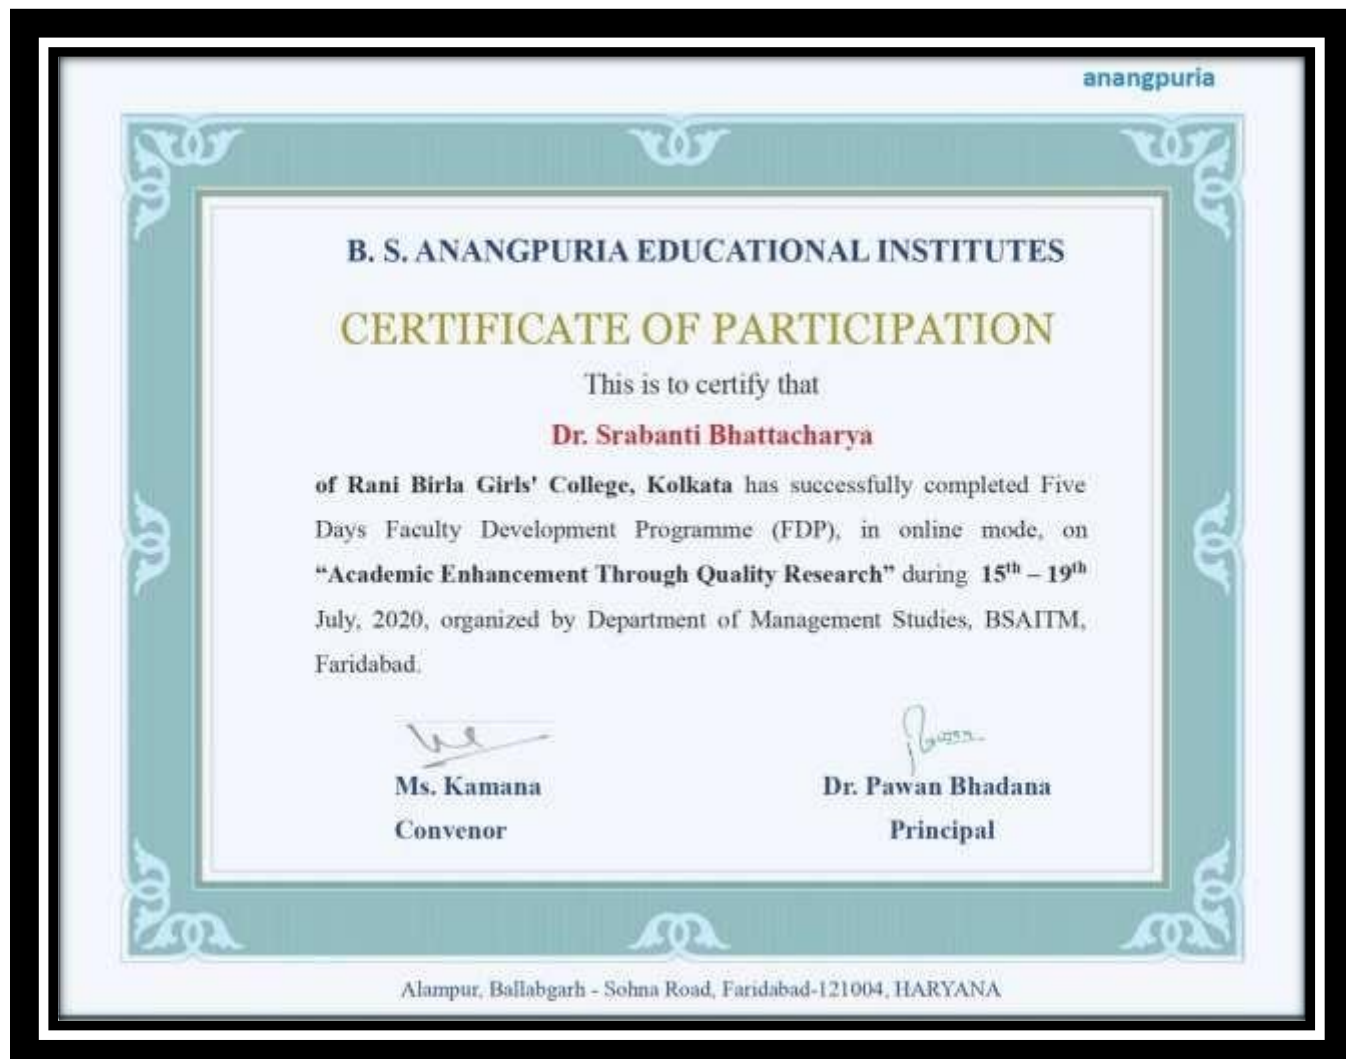 anangpuria
B. S. ANANGPURIA EDUCATIONAL INSTITUTES
CERTIFICATE OF PARTICIPATION
This is to certify that
Dr. Srabanti Bhattacharya
of Rani Birla Girls' College, Kolkata has successfully completed Five
Days Faculty Development Programme (FDP), in online mode, on
“Academic Enhancement Through Quality Research” during 15th – 19th
July, 2020, organized by Department of Management Studies, BSAITM,
Faridabad.
Ms. Kamana
Dr. Pawan Bhadana
Convenor
Principal
Alampur, Ballabgarh - Sohna Road, Faridabad-121004, HARYANA